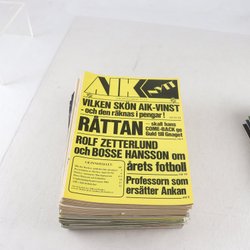 AIK NYTT
VILKEN SKÖN AIK-VINST
- och den räknas i pengar!
RÅTTAN
- skall hans
COME-BACK ge
Guld till Gnaget
ROLF ZETTERLUND
och BOSSE HANSSON om
årets fotboll
Professorn som
ersätter Ankan